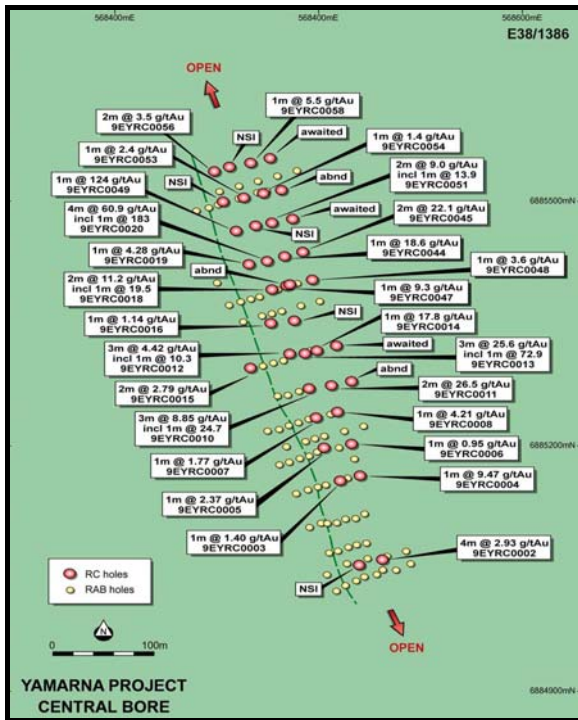 568400mE
568400mE
568600mE
E38/1386
OPEN
1m @ 5.5 g/tAu
9EYRC0058
2m @ 3.5 g/tAu
9EYRC0056
NSI
awaited
1m @ 1.4 g/tAu
9EYRC0054
1m @ 2.4 g/tAu
9EYRC0053
abnd
2m @ 9.0 g/tAu
incl 1m @ 13.9
9EYRC0051
1m @ 124 g/tAu
9EYRC0049
NSI
6885500mN
4m @ 60.9 g/tAu
incl 1m @ 183
9EYRC0020
awaited
2m @ 22.1 g/tAu
9EYRC0045
NSI
1m @ 4.28 g/tAu
9EYRC0019
1m @ 18.6 g/tAu
9EYRC0044
abnd
1m @ 3.6 g/tAu
9EYRC0048
2m @ 11.2 g/tAu
incl 1m @ 19.5
9EYRC0018
1m @ 9.3 g/tAu
9EYRC0047
1m @ 1.14 g/tAu
9EYRC0016
NSI
1m @ 17.8 g/tAu
9EYRC0014
awaited
3m @ 4.42 g/tAu
incl 1m @ 10.3
9EYRC0012
3m @ 25.6 g/tAu
incl 1m @ 72.9
9EYRC0013
abnd
2m @ 2.79 g/tAu
9EYRC0015
2m @ 26.5 g/tAu
9EYRC0011
3m @ 8.85 g/tAu
incl 1m @ 24.7
9EYRC0010
1m @ 4.21 g/tAu
9EYRC0008
6885200mN
1m @ 0.95 g/tAu
9EYRC0006
1m @ 1.77 g/tAu
9EYRC0007
1m @ 9.47 g/tAu
9EYRC0004
1m @ 2.37 g/tAu
9EYRC0005
1m @ 1.40 g/tAu
9EYRC0003
4m @ 2.93 g/tAu
9EYRC0002
NSI
RC holes
RAB holes
N
0
100m
OPEN
YAMARNA PROJECT
CENTRAL BORE
6884900mN